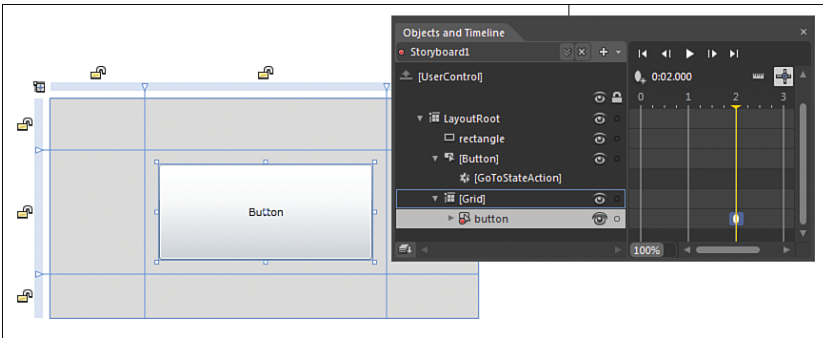 Objects and Timeline
Storyboard1
[UserControl]
0:02.000
0 1 2 3
LayoutRoot
rectangle
[Button]
[GoToStateAction]
[Grid]
button
100%
Button